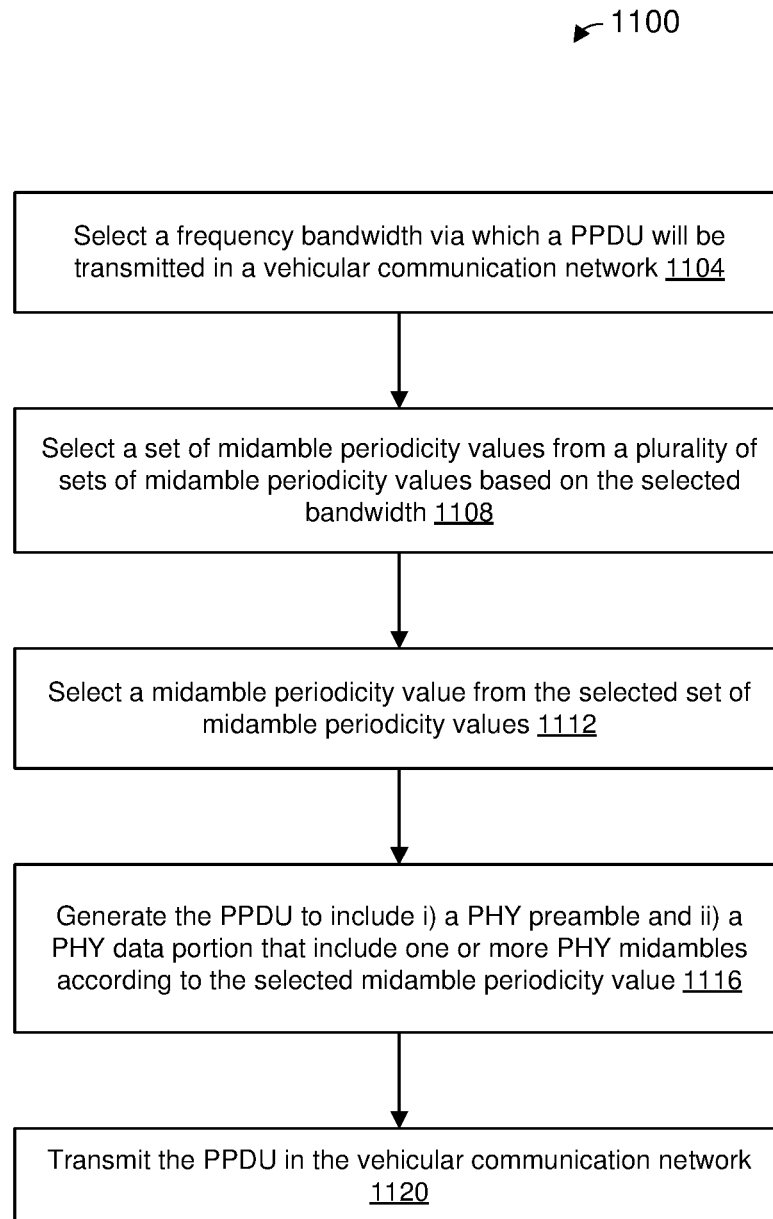 1100
Select a frequency bandwidth via which a PPDU will be
transmitted in a vehicular communication network 1104
Select a set of midamble periodicity values from a plurality of
sets of midamble periodicity values based on the selected
bandwidth 1108
Select a midamble periodicity value from the selected set of
midamble periodicity values 1112
Generate the PPDU to include i) a PHY preamble and ii) a
PHY data portion that include one or more PHY midambles
according to the selected midamble periodicity value 1116
Transmit the PPDU in the vehicular communication network
1120